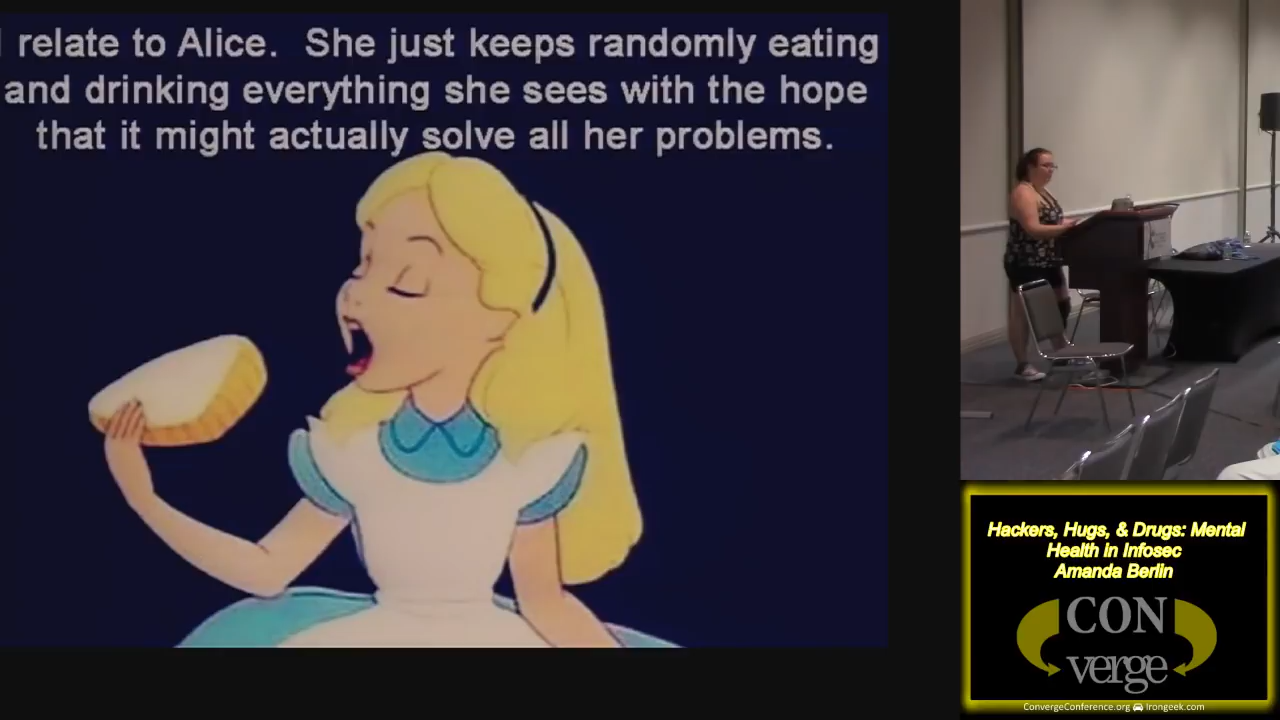 I relate to Alice. She just keeps randomly eating
and drinking everything she sees with the hope
that it might actually solve all her problems.
Hackers, Hugs, & Drugs: Mental
Health in Infosec
Amanda Berlin
CON
verge
ConvergeConference.org Irongeek.com